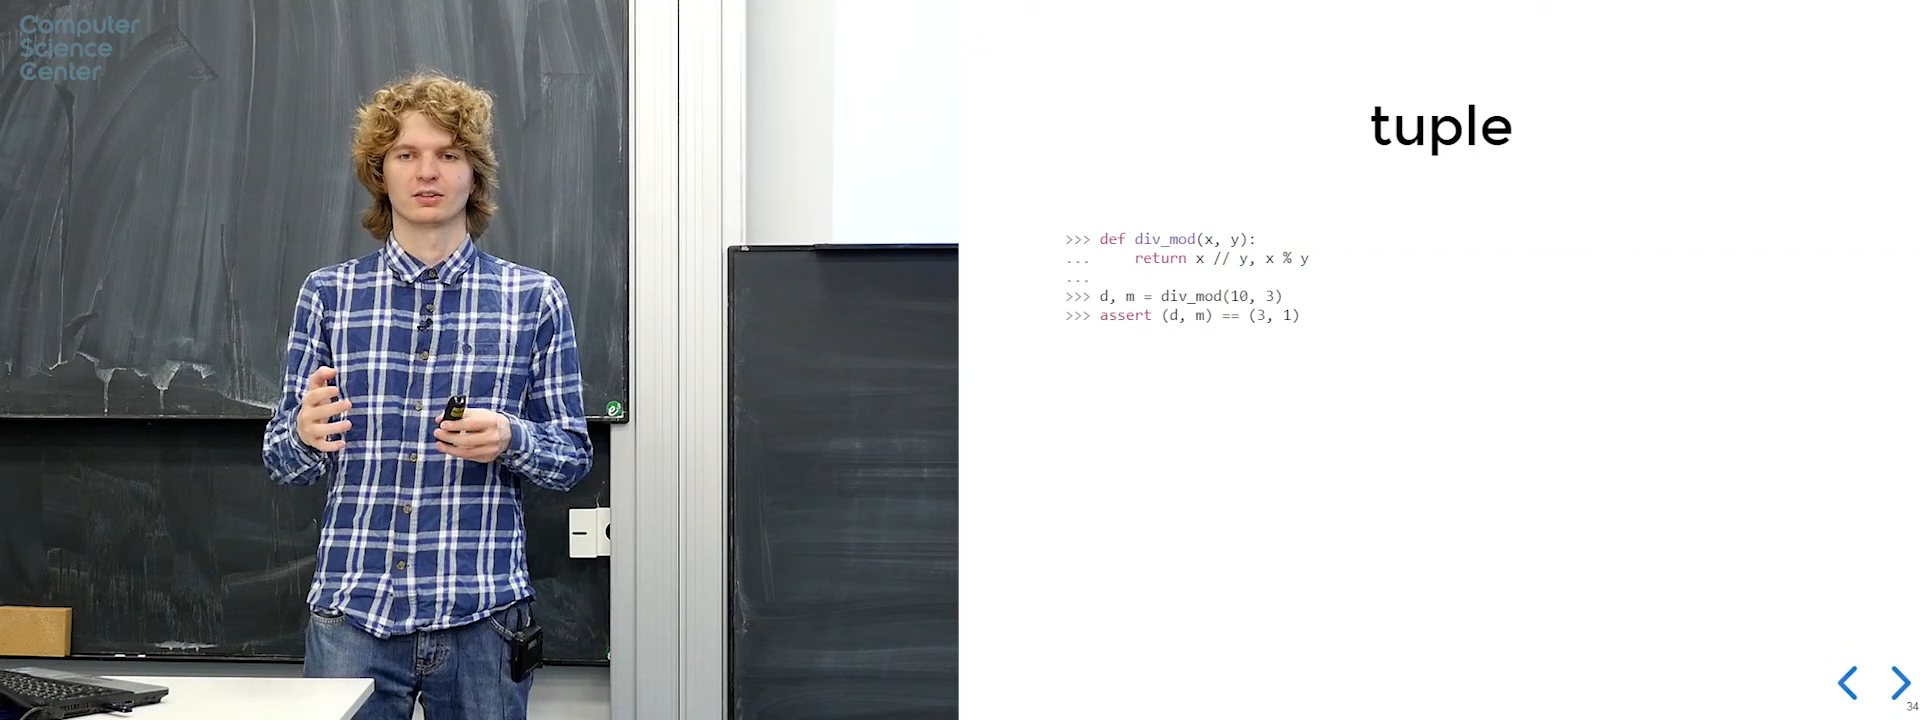 Computer
Science
Center
tuple
>>> def div_mod(x, y):
...     return x // y, x % y
...
>>> d, m = div_mod(10, 3)
>>> assert (d, m) == (3, 1)
34